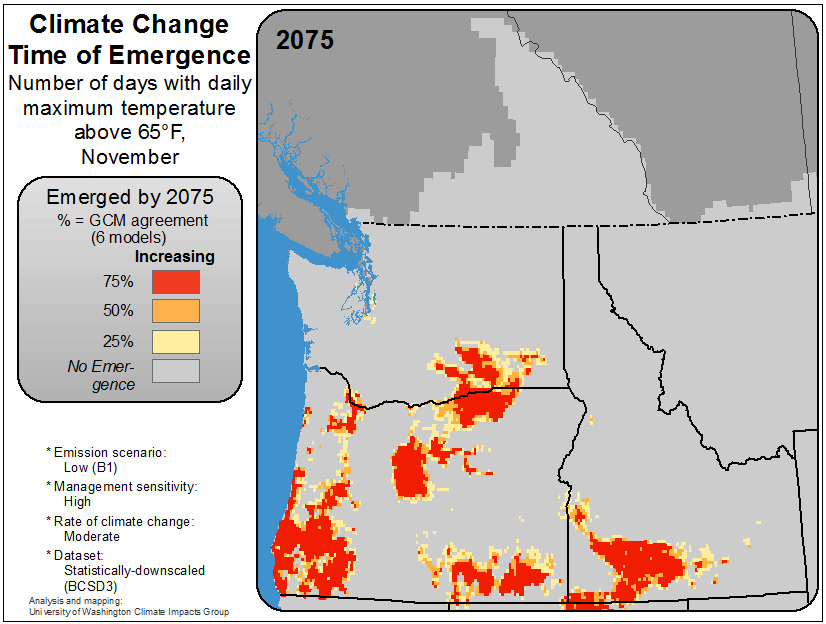 Climate Change
Time of Emergence
Number of days with daily
maximum temperature
above 65°F,
November
2075
Emerged by 2075
% = GCM agreement
(6 models)
Increasing
75%
50%
25%
No Emer-
gence
* Emission scenario:
Low (B1)
* Management sensitivity:
High
* Rate of climate change:
Moderate
* Dataset:
Statistically-downscaled
(BCSD3)
Analysis and mapping:
University of Washington Climate Impacts Group